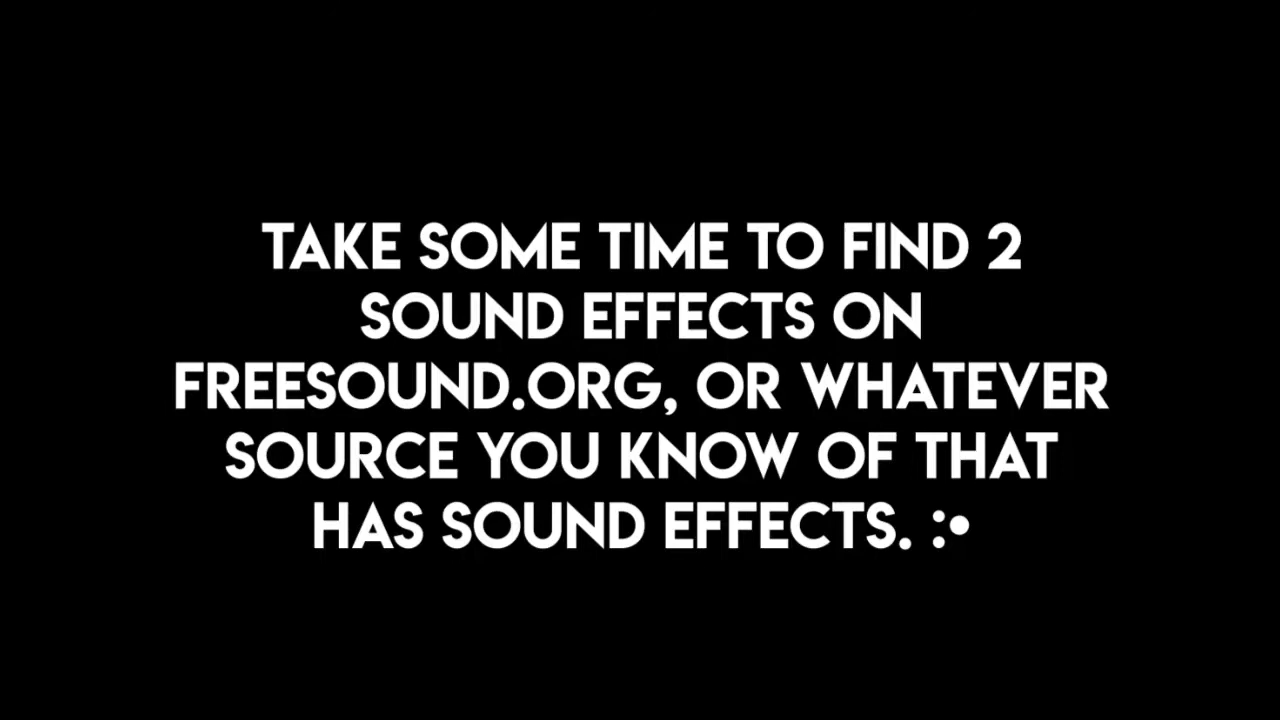 TAKE SOME TIME TO FIND 2
SOUND EFFECTS ON
FREESOUND.ORG, OR WHATEVER
SOURCE YOU KNOW OF THAT
HAS SOUND EFFECTS. :•